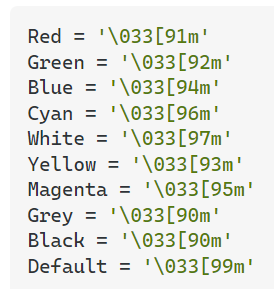 Red = '\033[91m'
Green = '\033[92m'
Blue = '\033[94m'
Cyan = '\033[96m'
White = '\033[97m'
Yellow = '\033[93m'
Magenta = '\033[95m'
Grey = '\033[90m'
Black = '\033[90m'
Default = '\033[99m'